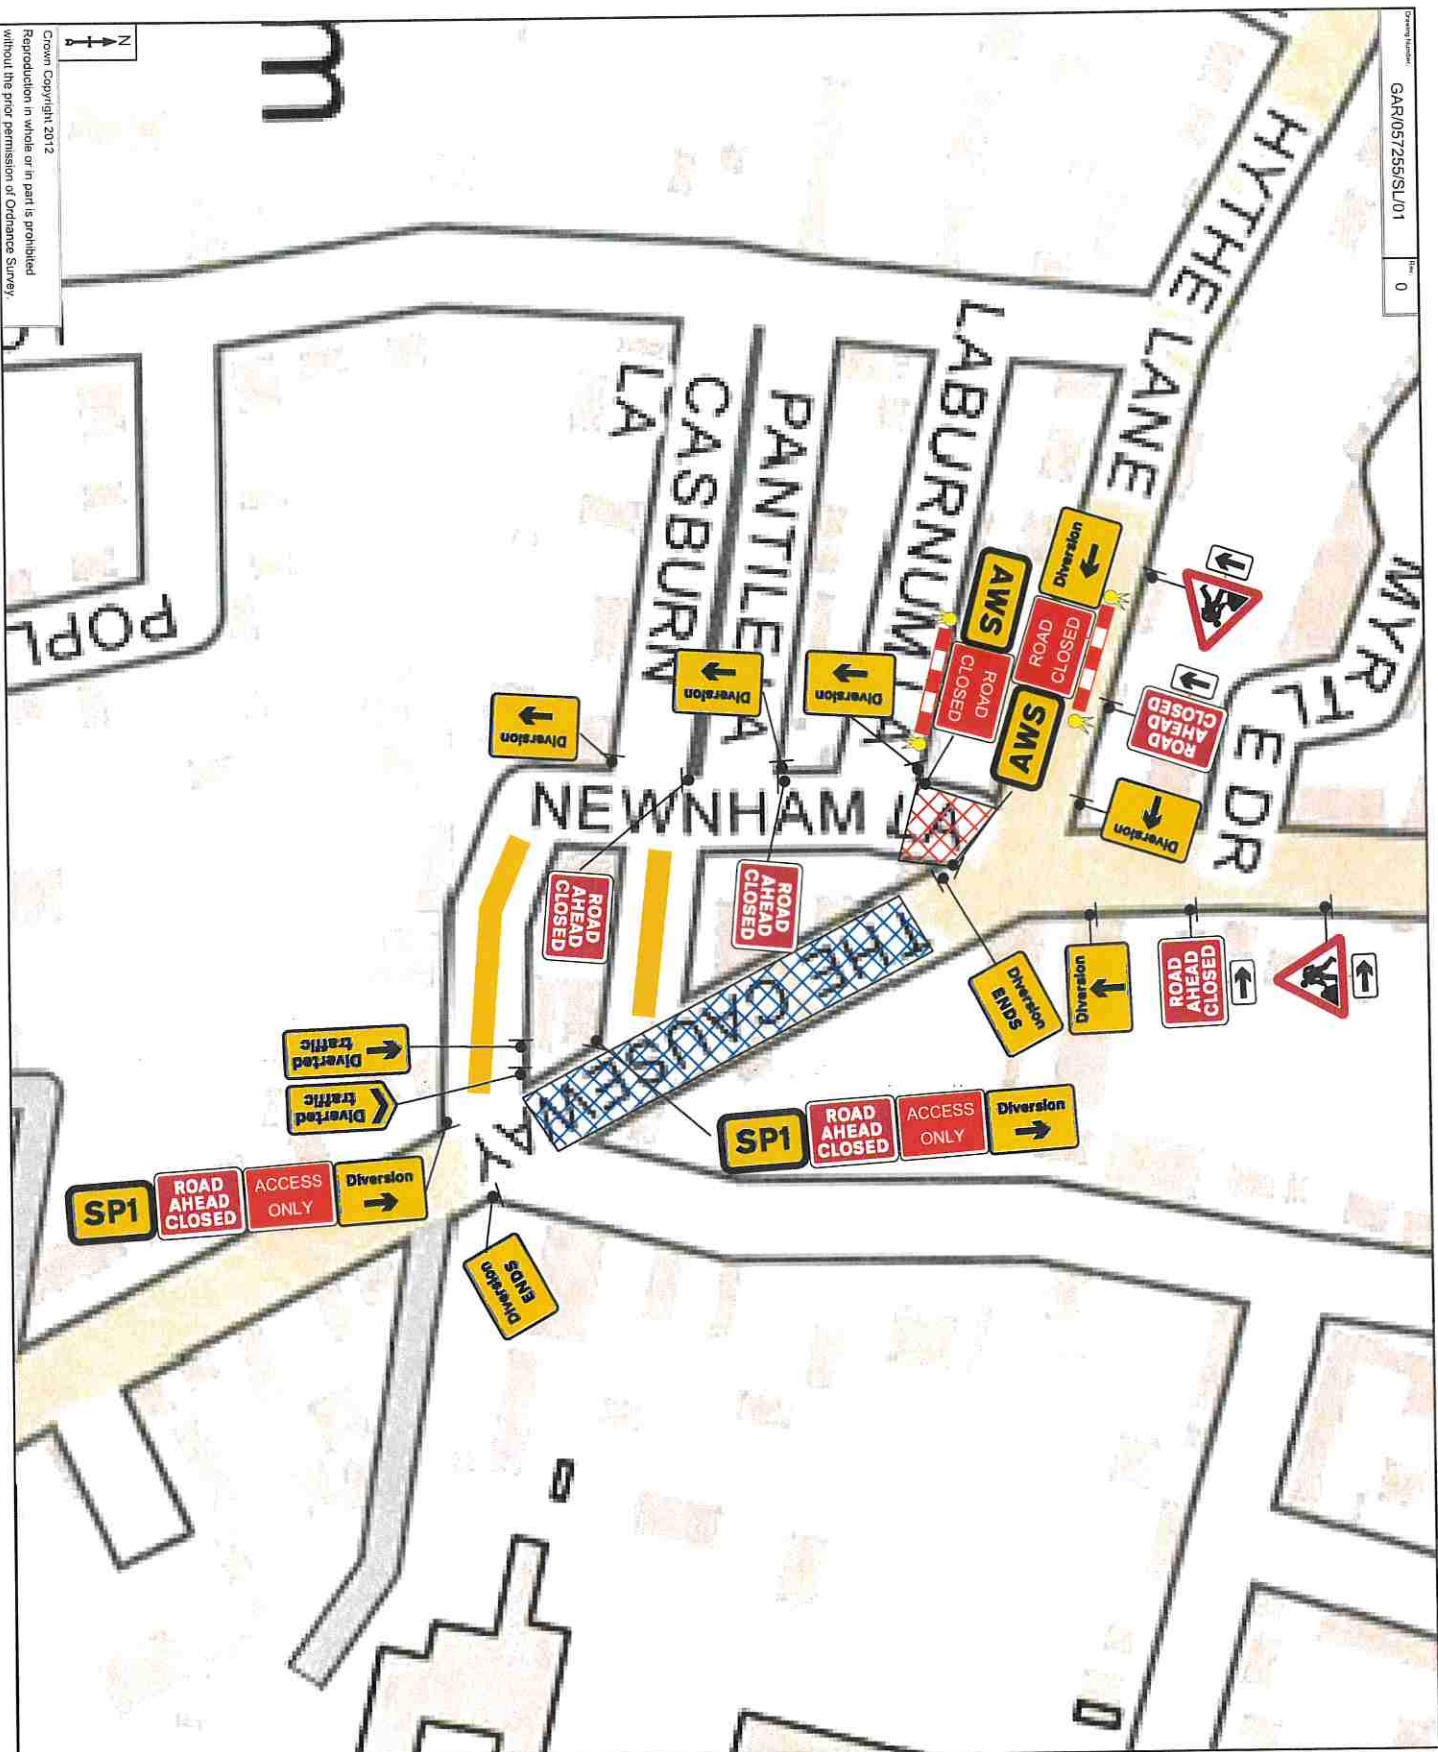 Drawing Number:
GAR/057255/SL/01
Rev.
0
N
Crown Copyright 2012
Reproduction in whole or in part is prohibited
without the prior permission of Ordnance Survey.
m
HYTHE LANE
MYRTLE DR
LABURNUM LA
PANTILE LA
CASBURN
LA
POPL
NEWNHAM LA
THE CAUSEWAY
Diversion
AWS
ROAD
CLOSED
ROAD
CLOSED
AWS
ROAD
AHEAD
CLOSED
Diversion
Diversion
Diversion
Diversion
ROAD
AHEAD
CLOSED
ROAD
AHEAD
CLOSED
ROAD
AHEAD
CLOSED
Diversion
Diversion
ENDS
Diverted
traffic
Diverted
traffic
SP1
ROAD
AHEAD
CLOSED
ACCESS
ONLY
Diversion
SP1
ROAD
AHEAD
CLOSED
ACCESS
ONLY
Diversion
Diversion
ENDS